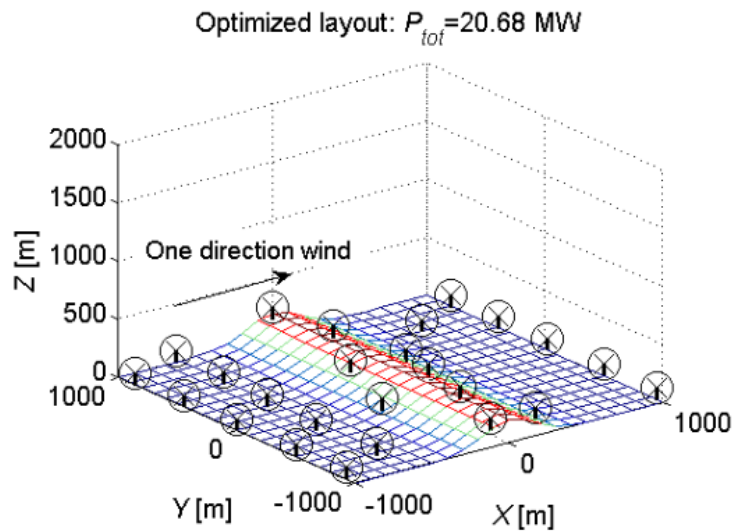 Optimized layout: P_tot=20.68 MW
2000
1500
1000
500
0
Z [m]
One direction wind
1000
0
-1000
Y [m]
-1000
0
1000
X [m]